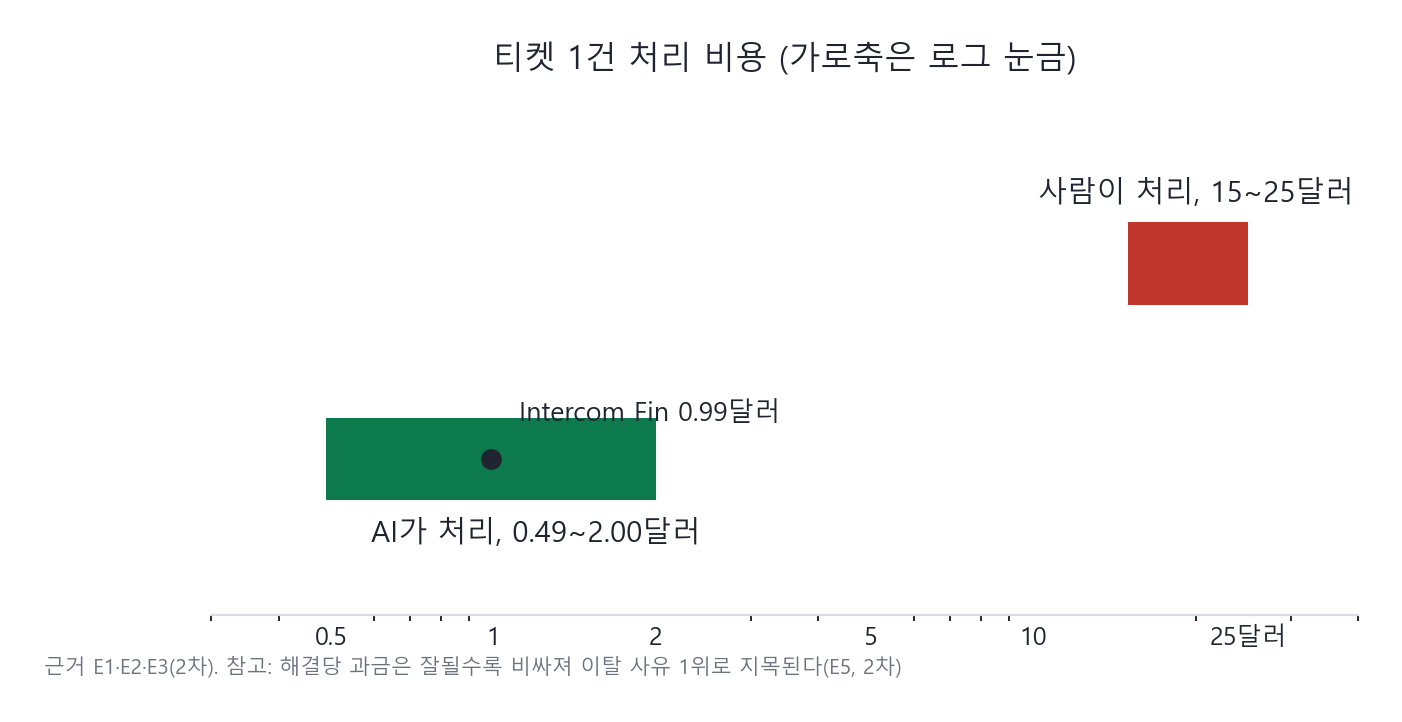 티켓 1건 처리 비용 (가로축은 로그 눈금)
사람이 처리, 15~25달러
Intercom Fin 0.99달러
AI가 처리, 0.49~2.00달러
0.5 1 2 5 10 25달러
근거 E1·E2·E3(2차). 참고: 해결당 과금은 잘될수록 비싸져 이탈 사유 1위로 지목된다(E5, 2차)